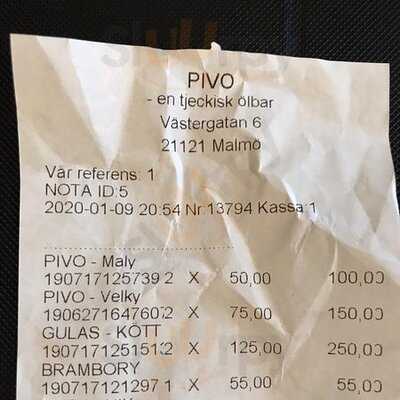 PIVO
- en tjeckisk ölbar
Västergatan 6
21121 Malmö
Vår referens: 1
NOTA ID:5
2020-01-09 20:54 Nr:13794 Kassa:1
PIVO - Maly
190717125739 2 X 50,00 100,00
PIVO - Velky
190627164760 2 X 75,00 150,00
GULAS - KÖTT
190717125151 2 X 125,00 250,00
BRAMBORY
190717121297 1 X 55,00 55,00